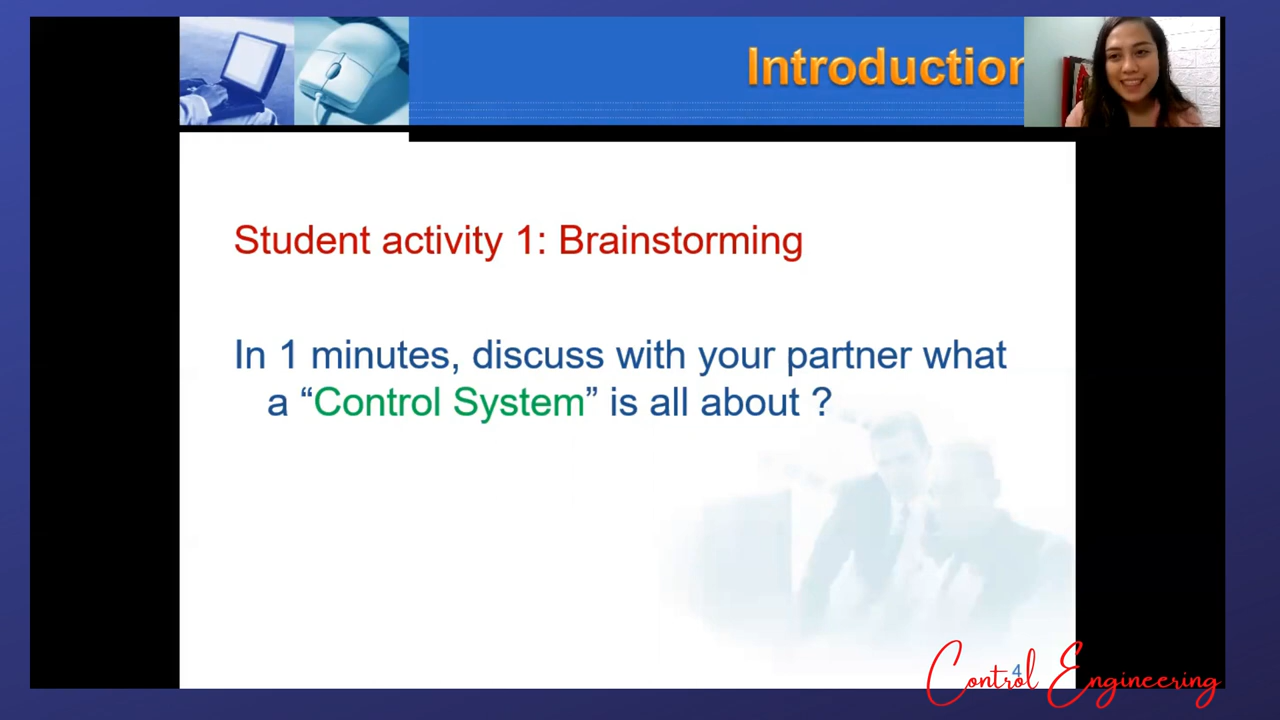 Introduction
Student activity 1: Brainstorming
In 1 minutes, discuss with your partner what
a “Control System” is all about ?
4
Control Engineering